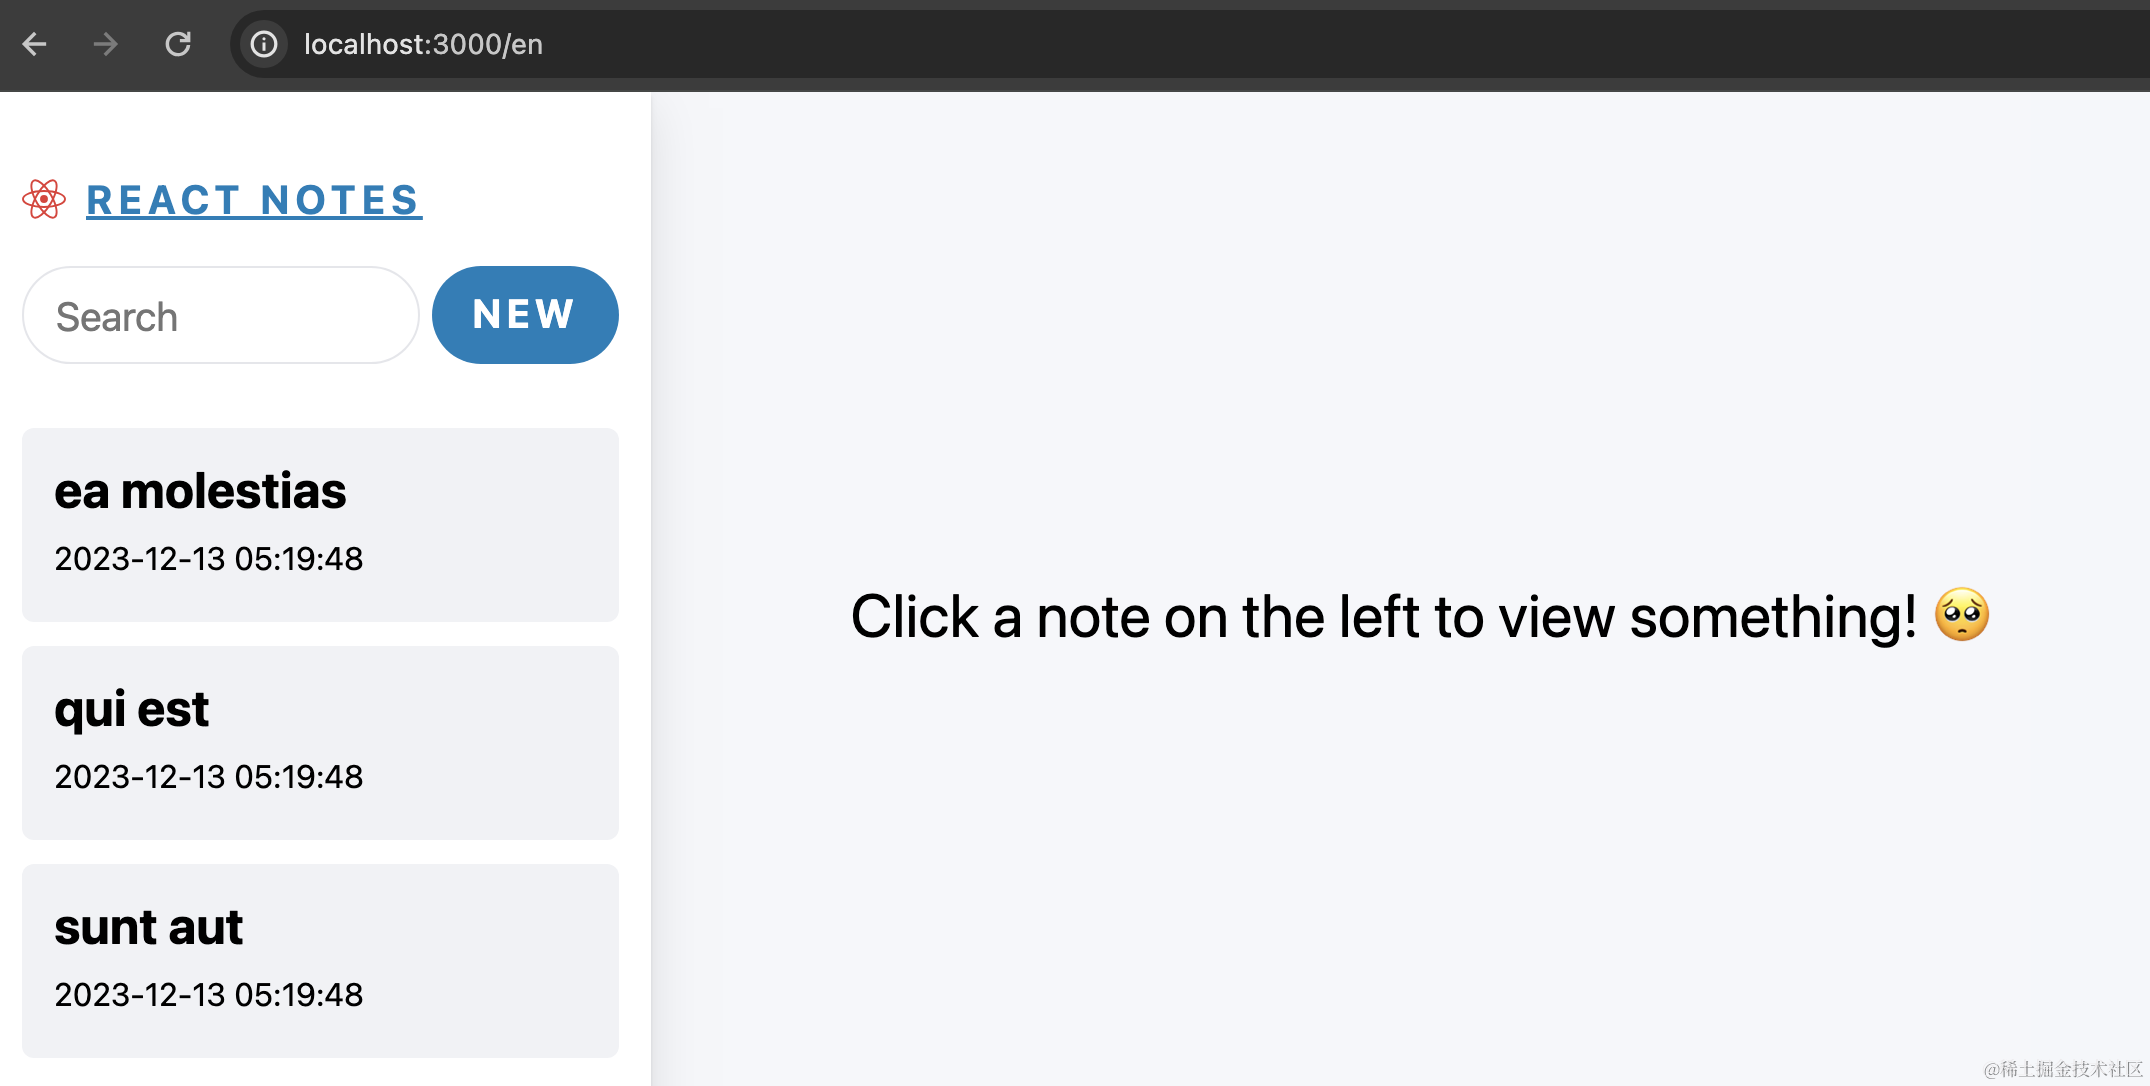 localhost:3000/en
REACT NOTES
Search
NEW
ea molestias
2023-12-13 05:19:48
qui est
2023-12-13 05:19:48
sunt aut
2023-12-13 05:19:48
Click a note on the left to view something! 🥺
@稀土掘金技术社区